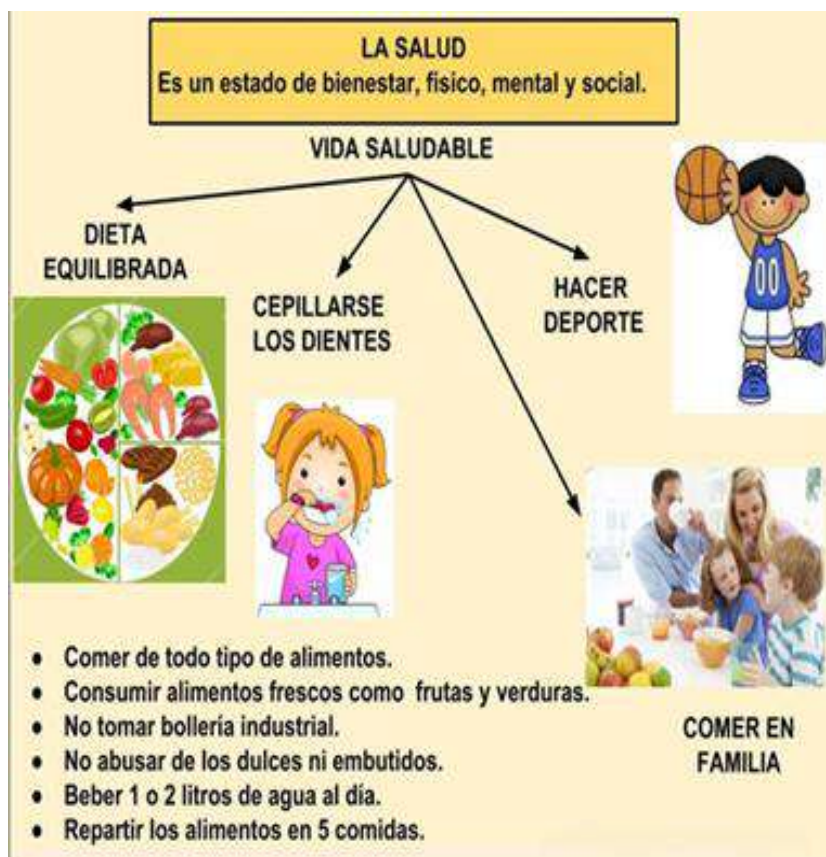 LA SALUD
Es un estado de bienestar, fisico, mental y social.
VIDA SALUDABLE
DIETA
EQUILIBRADA
CEPILLARSE
LOS DIENTES
HACER
DEPORTE
00
• Comer de todo tipo de alimentos.
• Consumir alimentos frescos como frutas y verduras.
• No tomar bollería industrial.
• No abusar de los dulces ni embutidos.
• Beber 1 o 2 litros de agua al día.
• Repartir los alimentos en 5 comidas.
COMER EN
FAMILIA